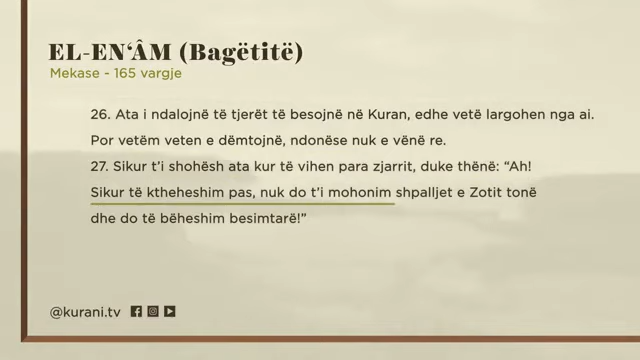 EL-EN‘ÂM (Bagëtitë)
Mekase - 165 vargje
26. Ata i ndalojnë të tjerët të besojnë në Kuran, edhe vetë largohen nga ai.
Por vetëm veten e dëmtojnë, ndonëse nuk e vënë re.
27. Sikur t’i shohësh ata kur të vihen para zjarrit, duke thënë: “Ah!
Sikur të ktheheshim pas, nuk do t’i mohonim shpalljet e Zotit tonë
dhe do të bëheshim besimtarë!”
@kurani.tv